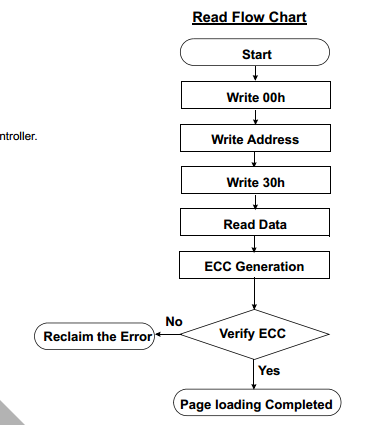 Read Flow Chart
Start
Write 00h
ntroller.
Write Address
Write 30h
Read Data
ECC Generation
No
Verify ECC
Reclaim the Error
Yes
Page loading Completed